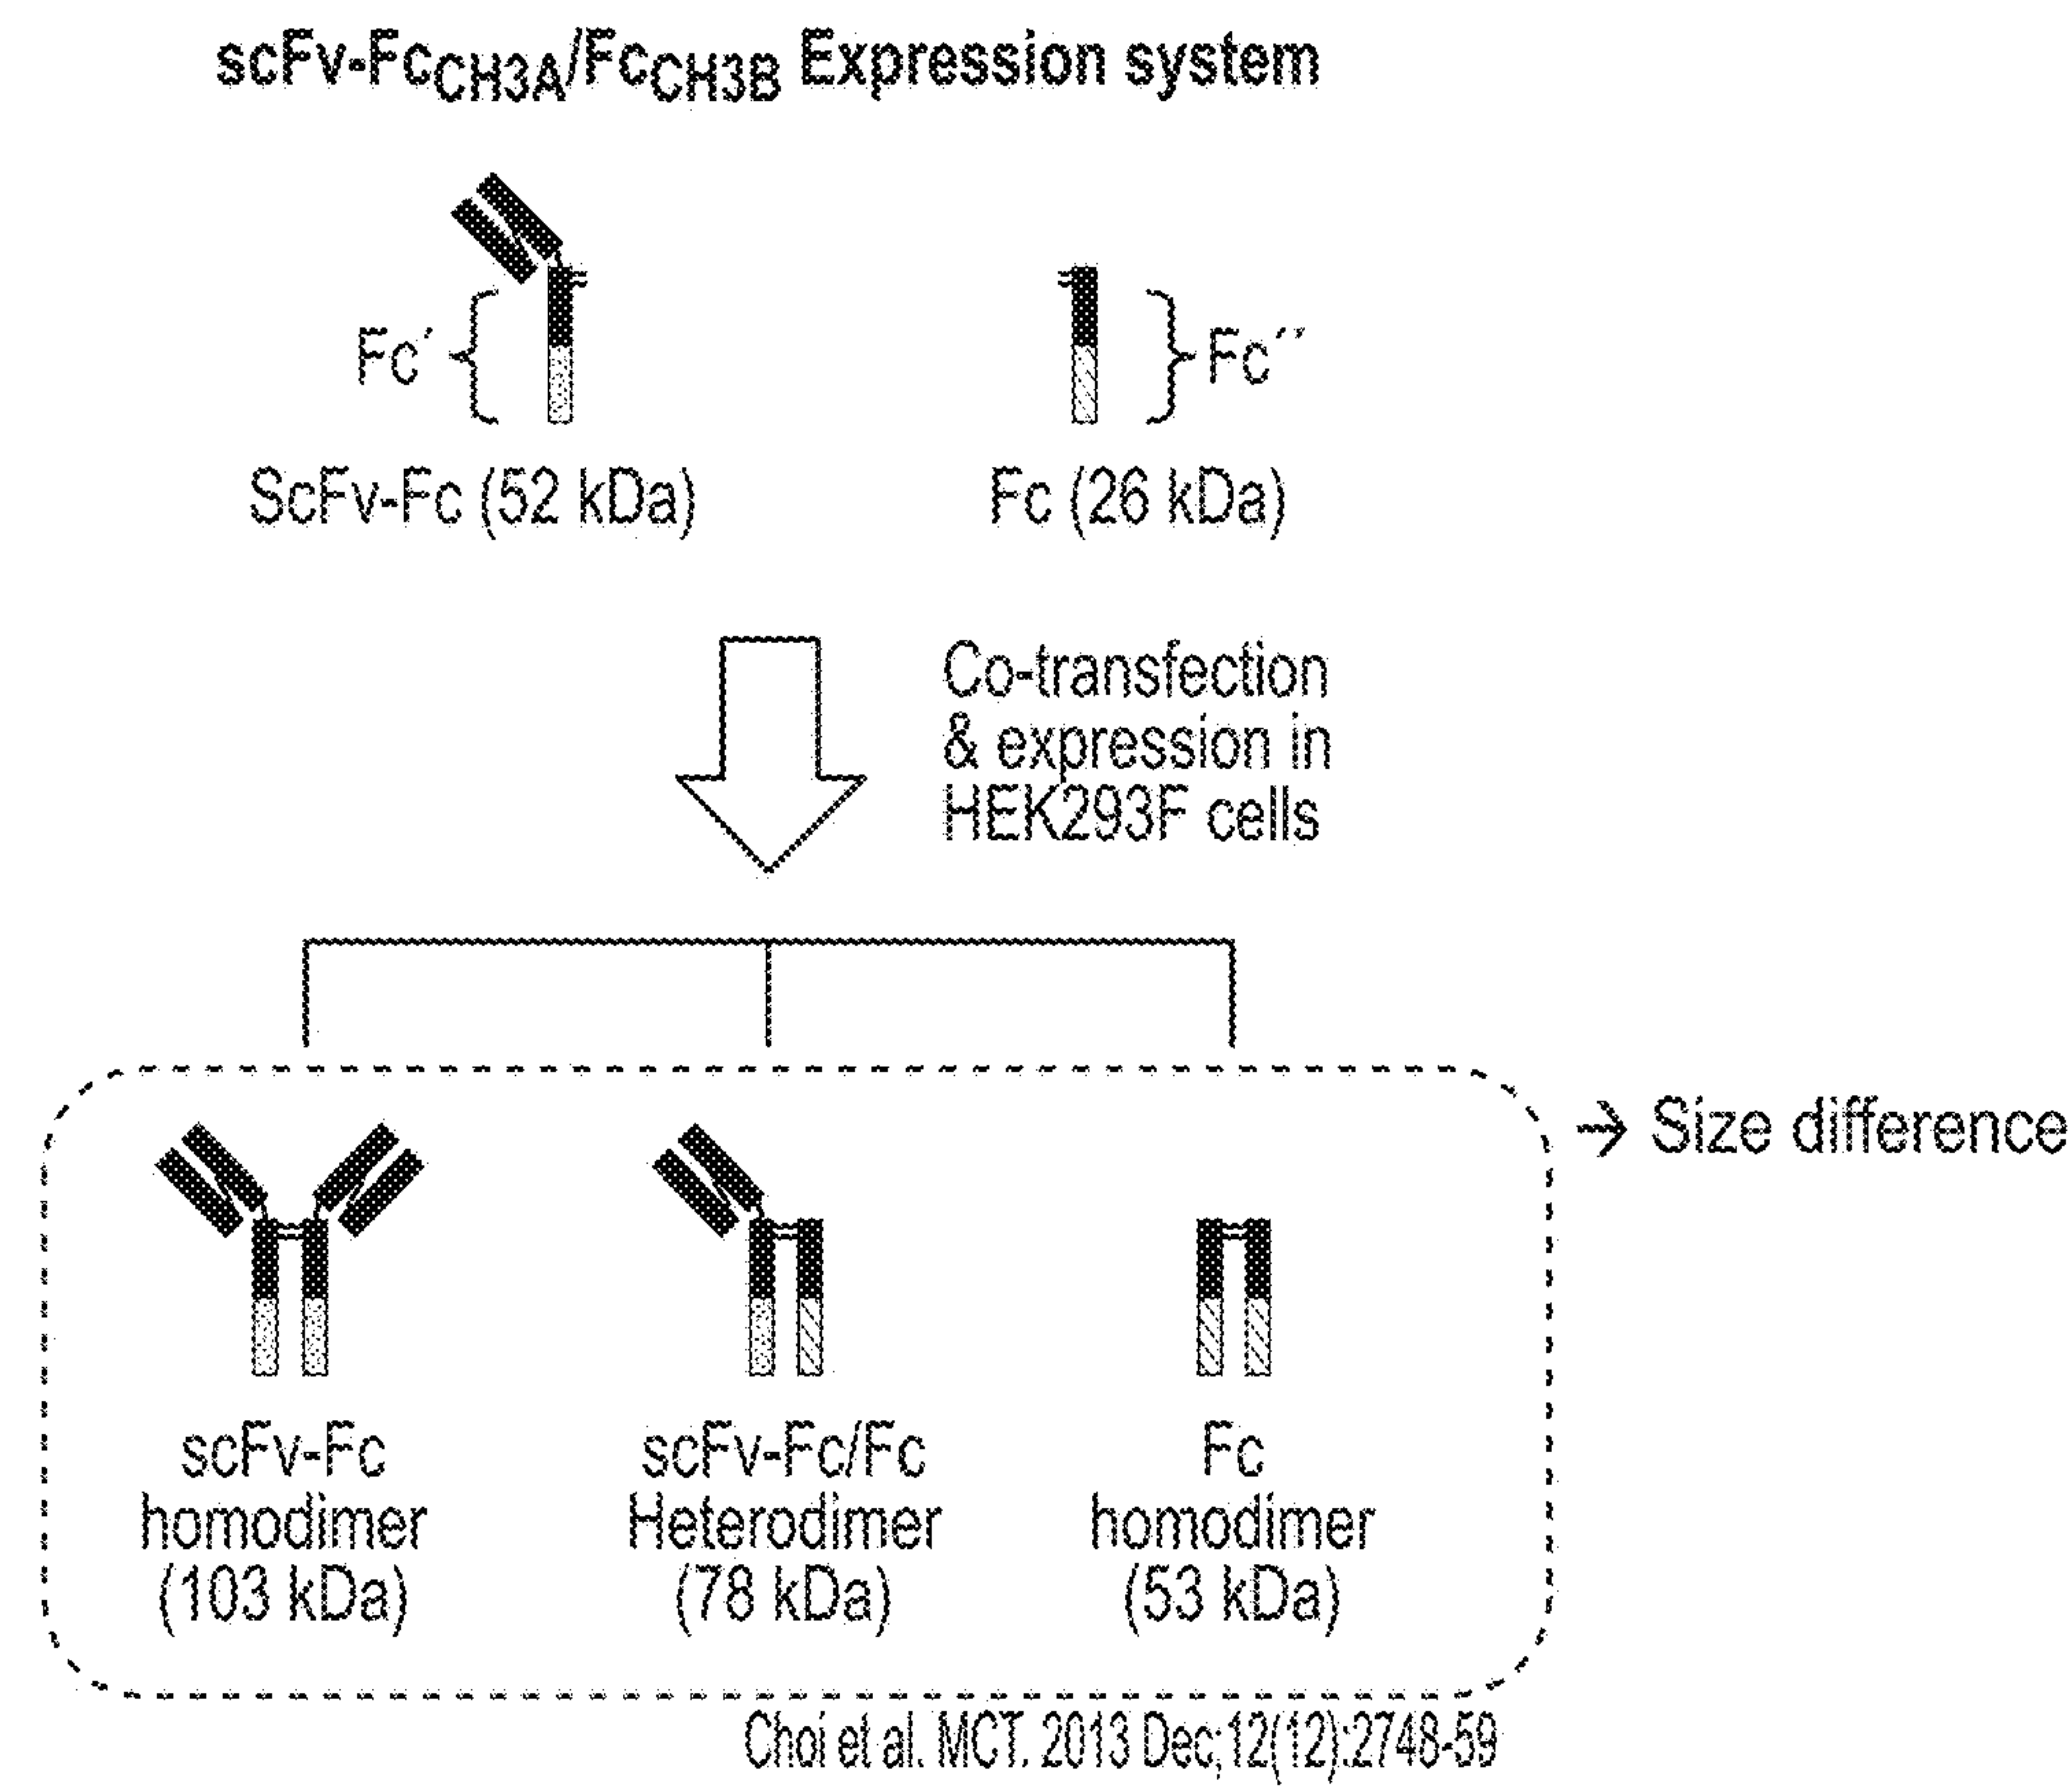 scFv-FcCH3A/FcCH3B Expression system
Fc´
Fc´´
ScFv-Fc (52 kDa)
Fc (26 kDa)
Co-transfection
& expression in
HEK293F cells
→ Size difference
scFv-Fc
homodimer
(103 kDa)
scFv-Fc/Fc
Heterodimer
(78 kDa)
Fc
homodimer
(53 kDa)
Choi et al. MCT. 2013 Dec;12(12):2748-59